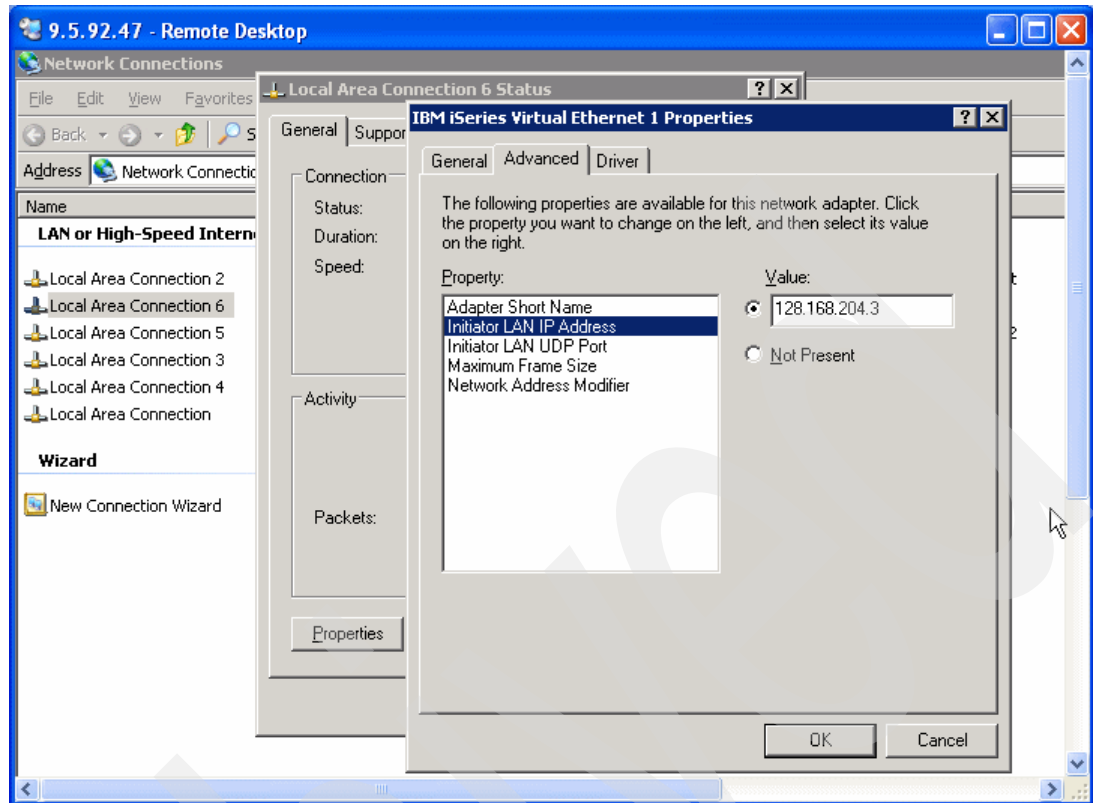 9.5.92.47 - Remote Desktop
Network Connections
File Edit View Favorites
Back S
Address Network Connectic
Name
LAN or High-Speed Intern
Local Area Connection 2
Local Area Connection 6
Local Area Connection 5
Local Area Connection 3
Local Area Connection 4
Local Area Connection
Wizard
New Connection Wizard
Local Area Connection 6 Status
General Suppor
Connection
Status:
Duration:
Speed:
Activity
Packets:
Properties
IBM iSeries Virtual Ethernet 1 Properties
General Advanced Driver
The following properties are available for this network adapter. Click
the property you want to change on the left, and then select its value
on the right.
Property:
Adapter Short Name
Initiator LAN IP Address
Initiator LAN UDP Port
Maximum Frame Size
Network Address Modifier
Value:
128.168.204.3
Not Present
OK Cancel
t
2